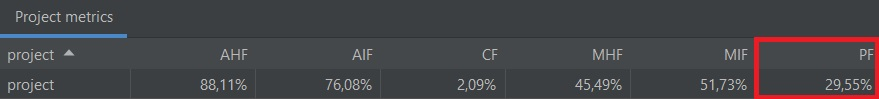 Project metrics
project AHF AIF CF MHF MIF PF
project 88,11% 76,08% 2,09% 45,49% 51,73% 29,55%